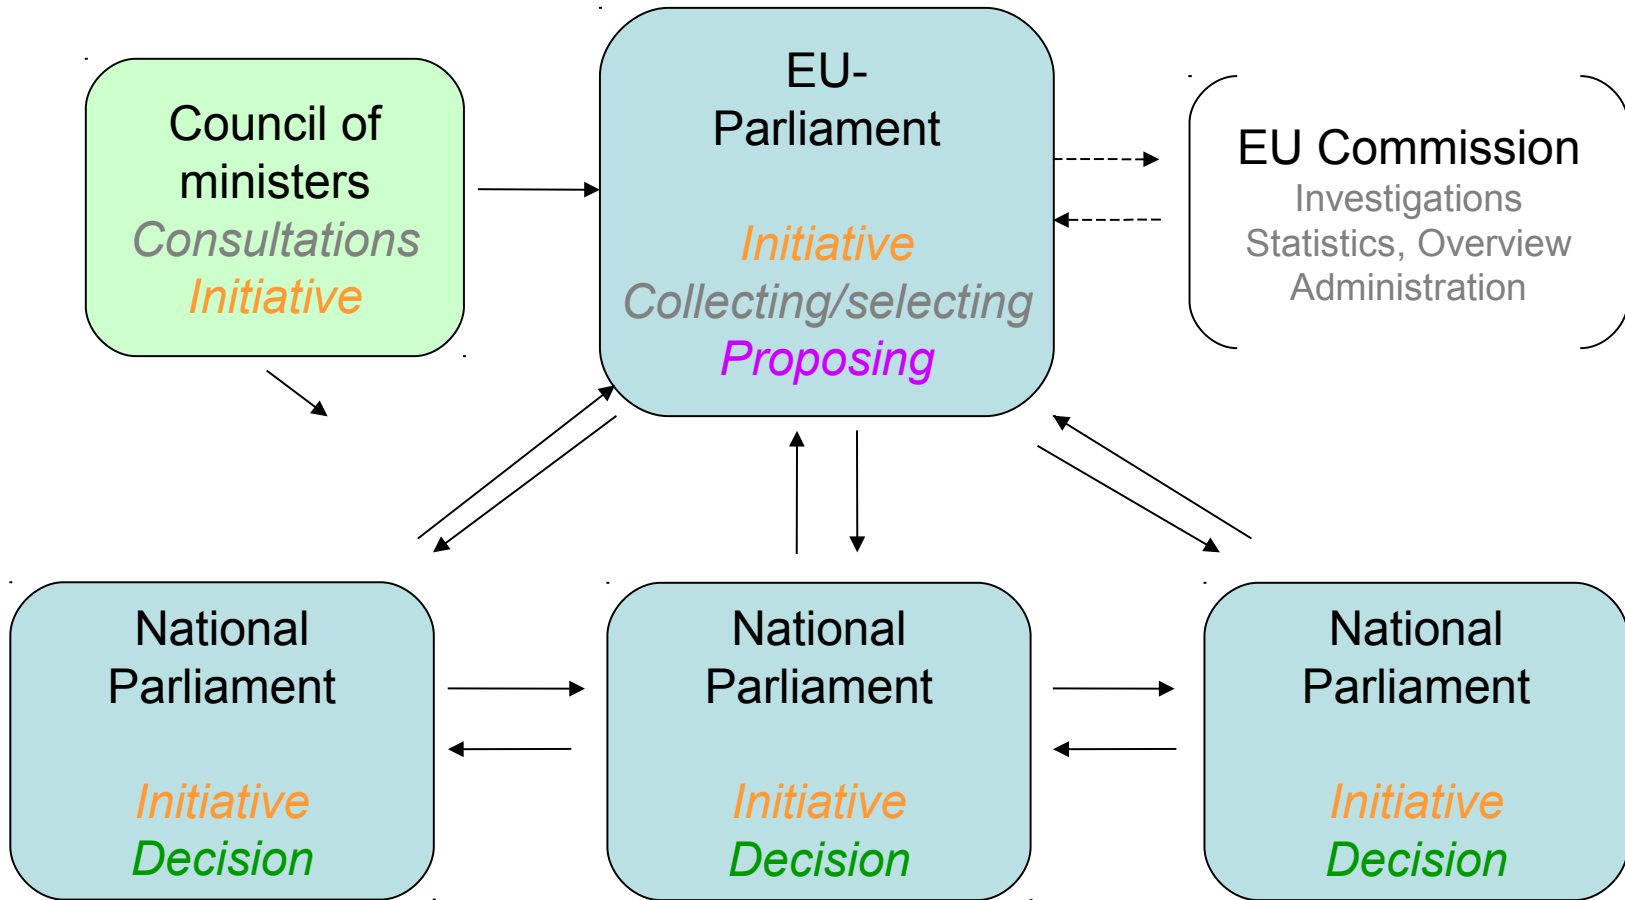 Council of
ministers
Consultations
Initiative
EU-
Parliament
Initiative
Collecting/selecting
Proposing
EU Commission
Investigations
Statistics, Overview
Administration
National
Parliament
Initiative
Decision
National
Parliament
Initiative
Decision
National
Parliament
Initiative
Decision